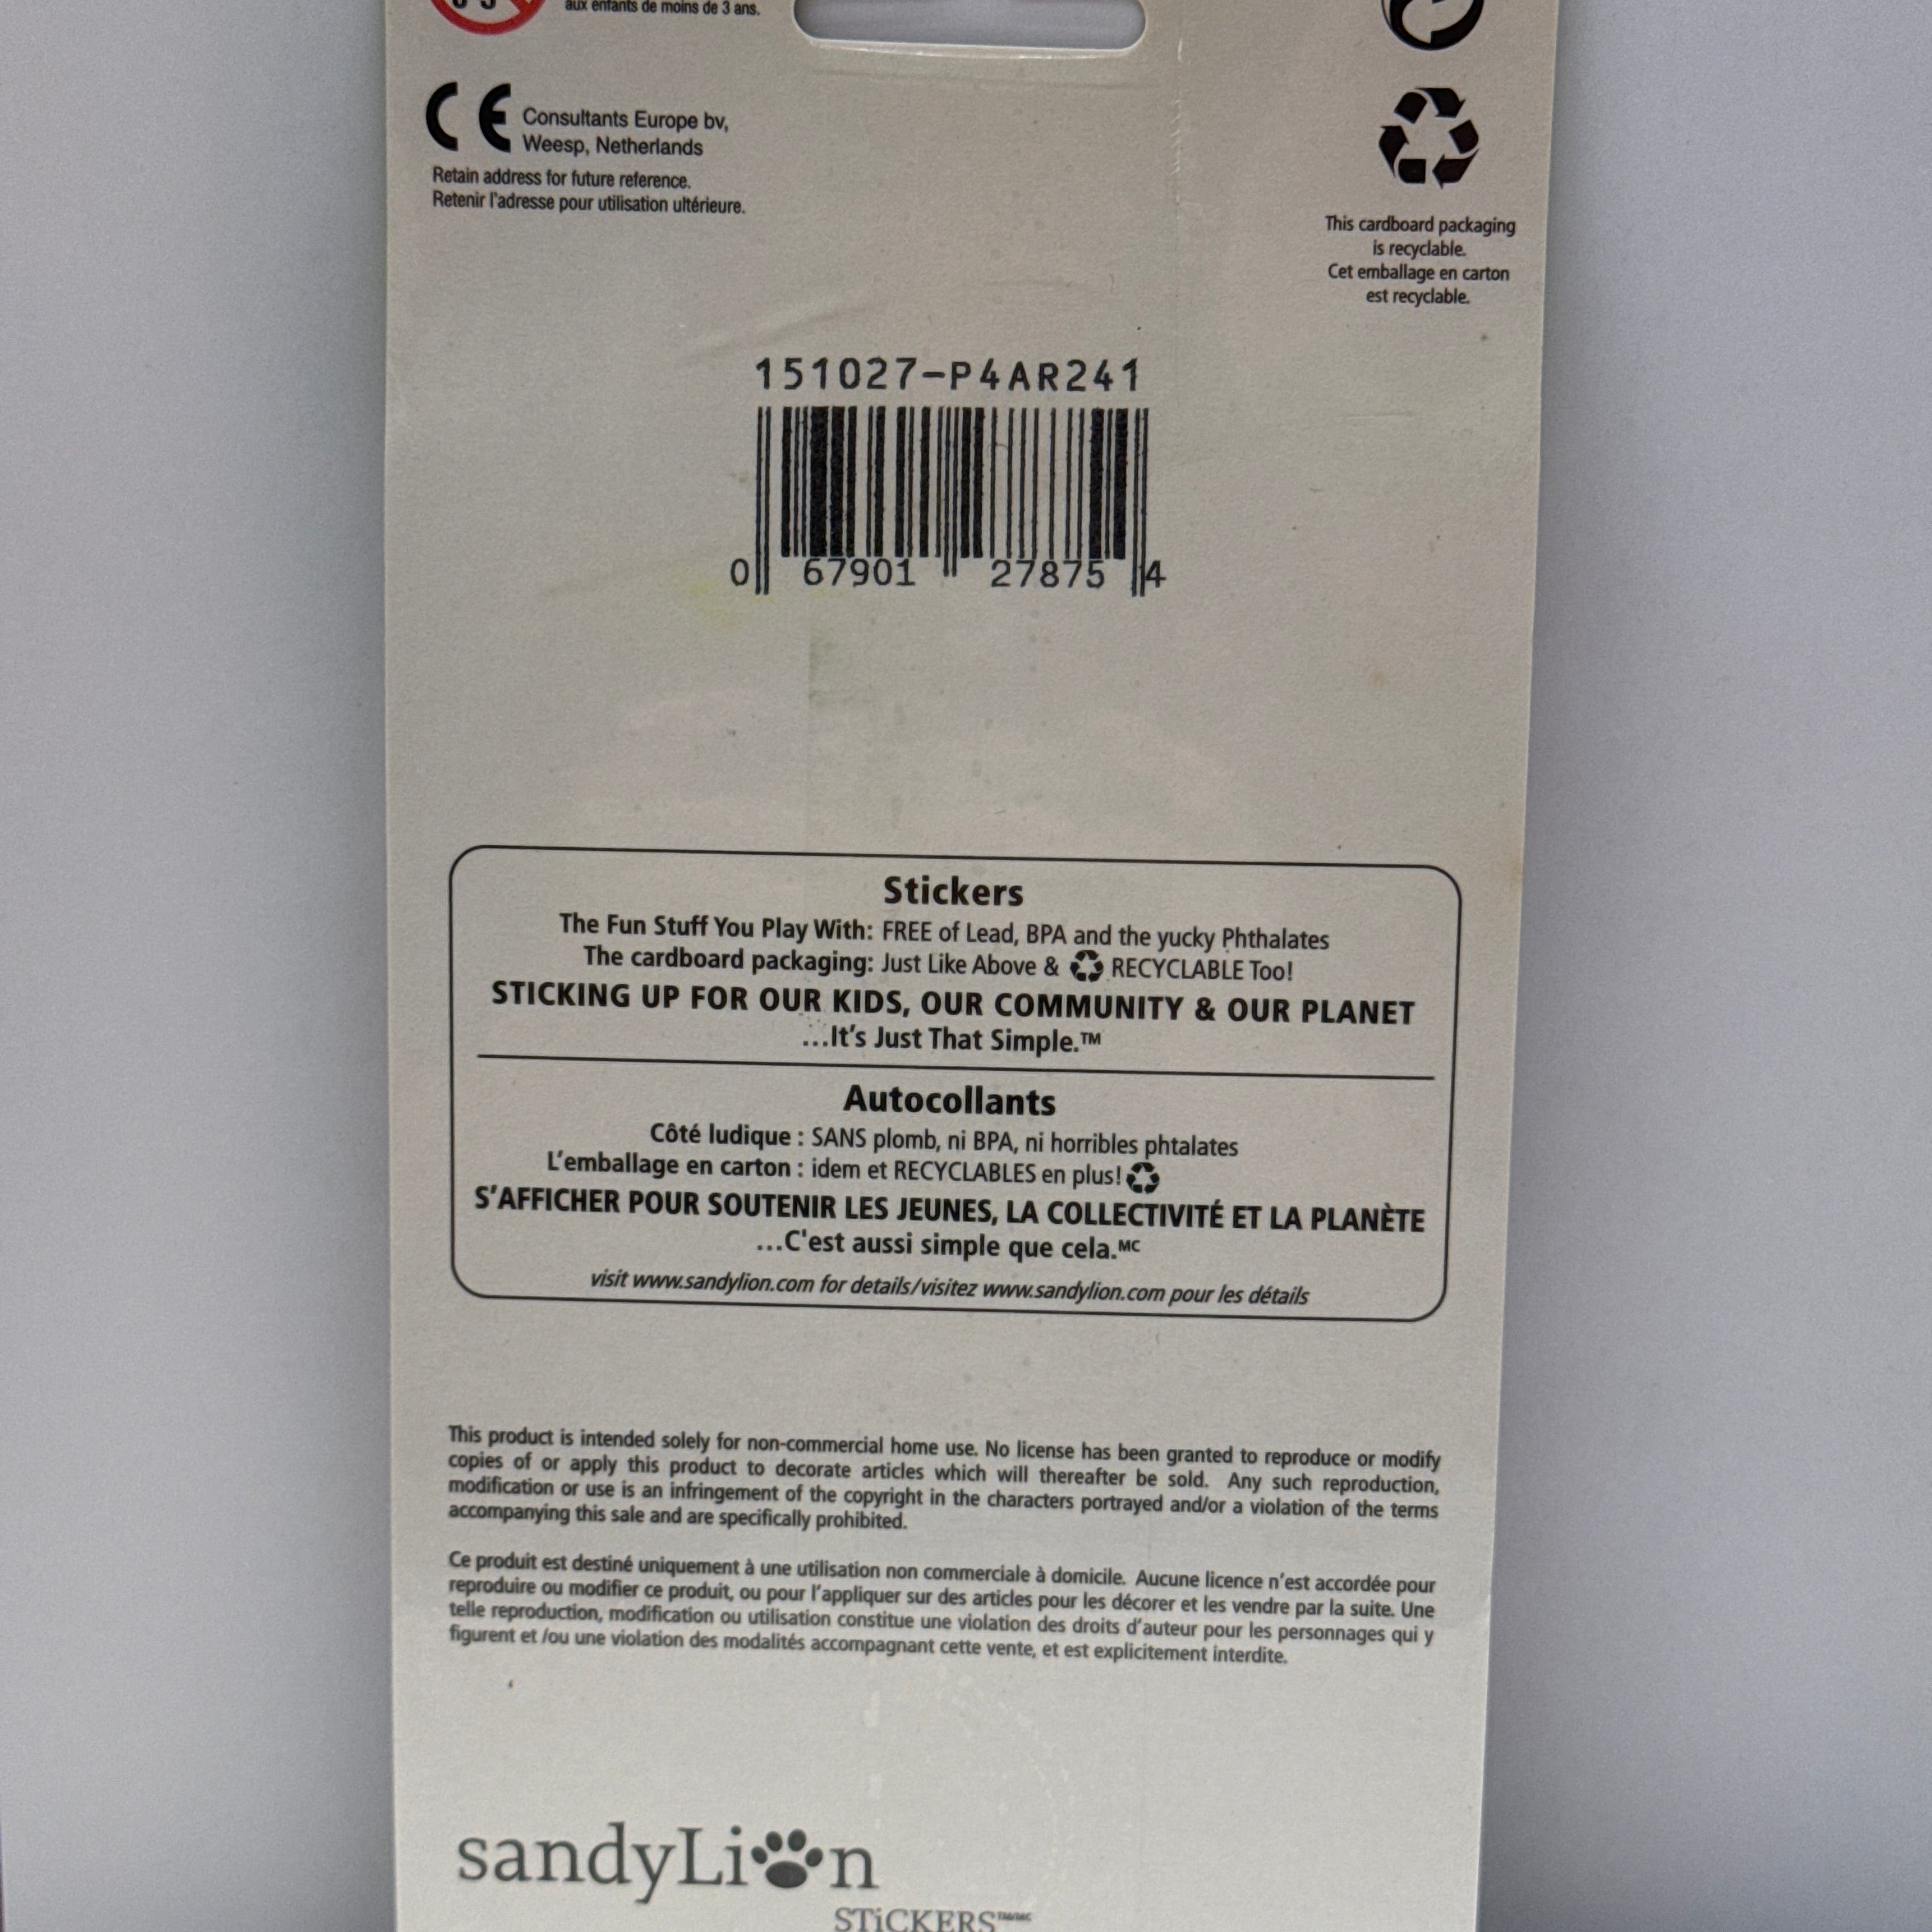 aux enfants de moins de 3 ans.
CE Consultants Europe bv,
Weesp, Netherlands
Retain address for future reference.
Retenir l'adresse pour utilisation ultérieure.
This cardboard packaging
is recyclable.
Cet emballage en carton
est recyclable.
151027-P4AR241
0 67901 27875 4
Stickers
The Fun Stuff You Play With: FREE of Lead, BPA and the yucky Phthalates
The cardboard packaging: Just Like Above & RECYCLABLE Too!
STICKING UP FOR OUR KIDS, OUR COMMUNITY & OUR PLANET
...It's Just That Simple.™
Autocollants
Côté ludique : SANS plomb, ni BPA, ni horribles phtalates
L'emballage en carton : idem et RECYCLABLES en plus!
S'AFFICHER POUR SOUTENIR LES JEUNES, LA COLLECTIVITÉ ET LA PLANÈTE
...C'est aussi simple que cela.MC
visit www.sandylion.com for details/visitez www.sandylion.com pour les détails
This product is intended solely for non-commercial home use. No license has been granted to reproduce or modify
copies of or apply this product to decorate articles which will thereafter be sold. Any such reproduction,
modification or use is an infringement of the copyright in the characters portrayed and/or a violation of the terms
accompanying this sale and are specifically prohibited.
Ce produit est destiné uniquement à une utilisation non commerciale à domicile. Aucune licence n'est accordée pour
reproduire ou modifier ce produit, ou pour l'appliquer sur des articles pour les décorer et les vendre par la suite. Une
telle reproduction, modification ou utilisation constitue une violation des droits d'auteur pour les personnages qui y
figurent et /ou une violation des modalités accompagnant cette vente, et est explicitement interdite.
sandyLion
STiCKERS™/MC